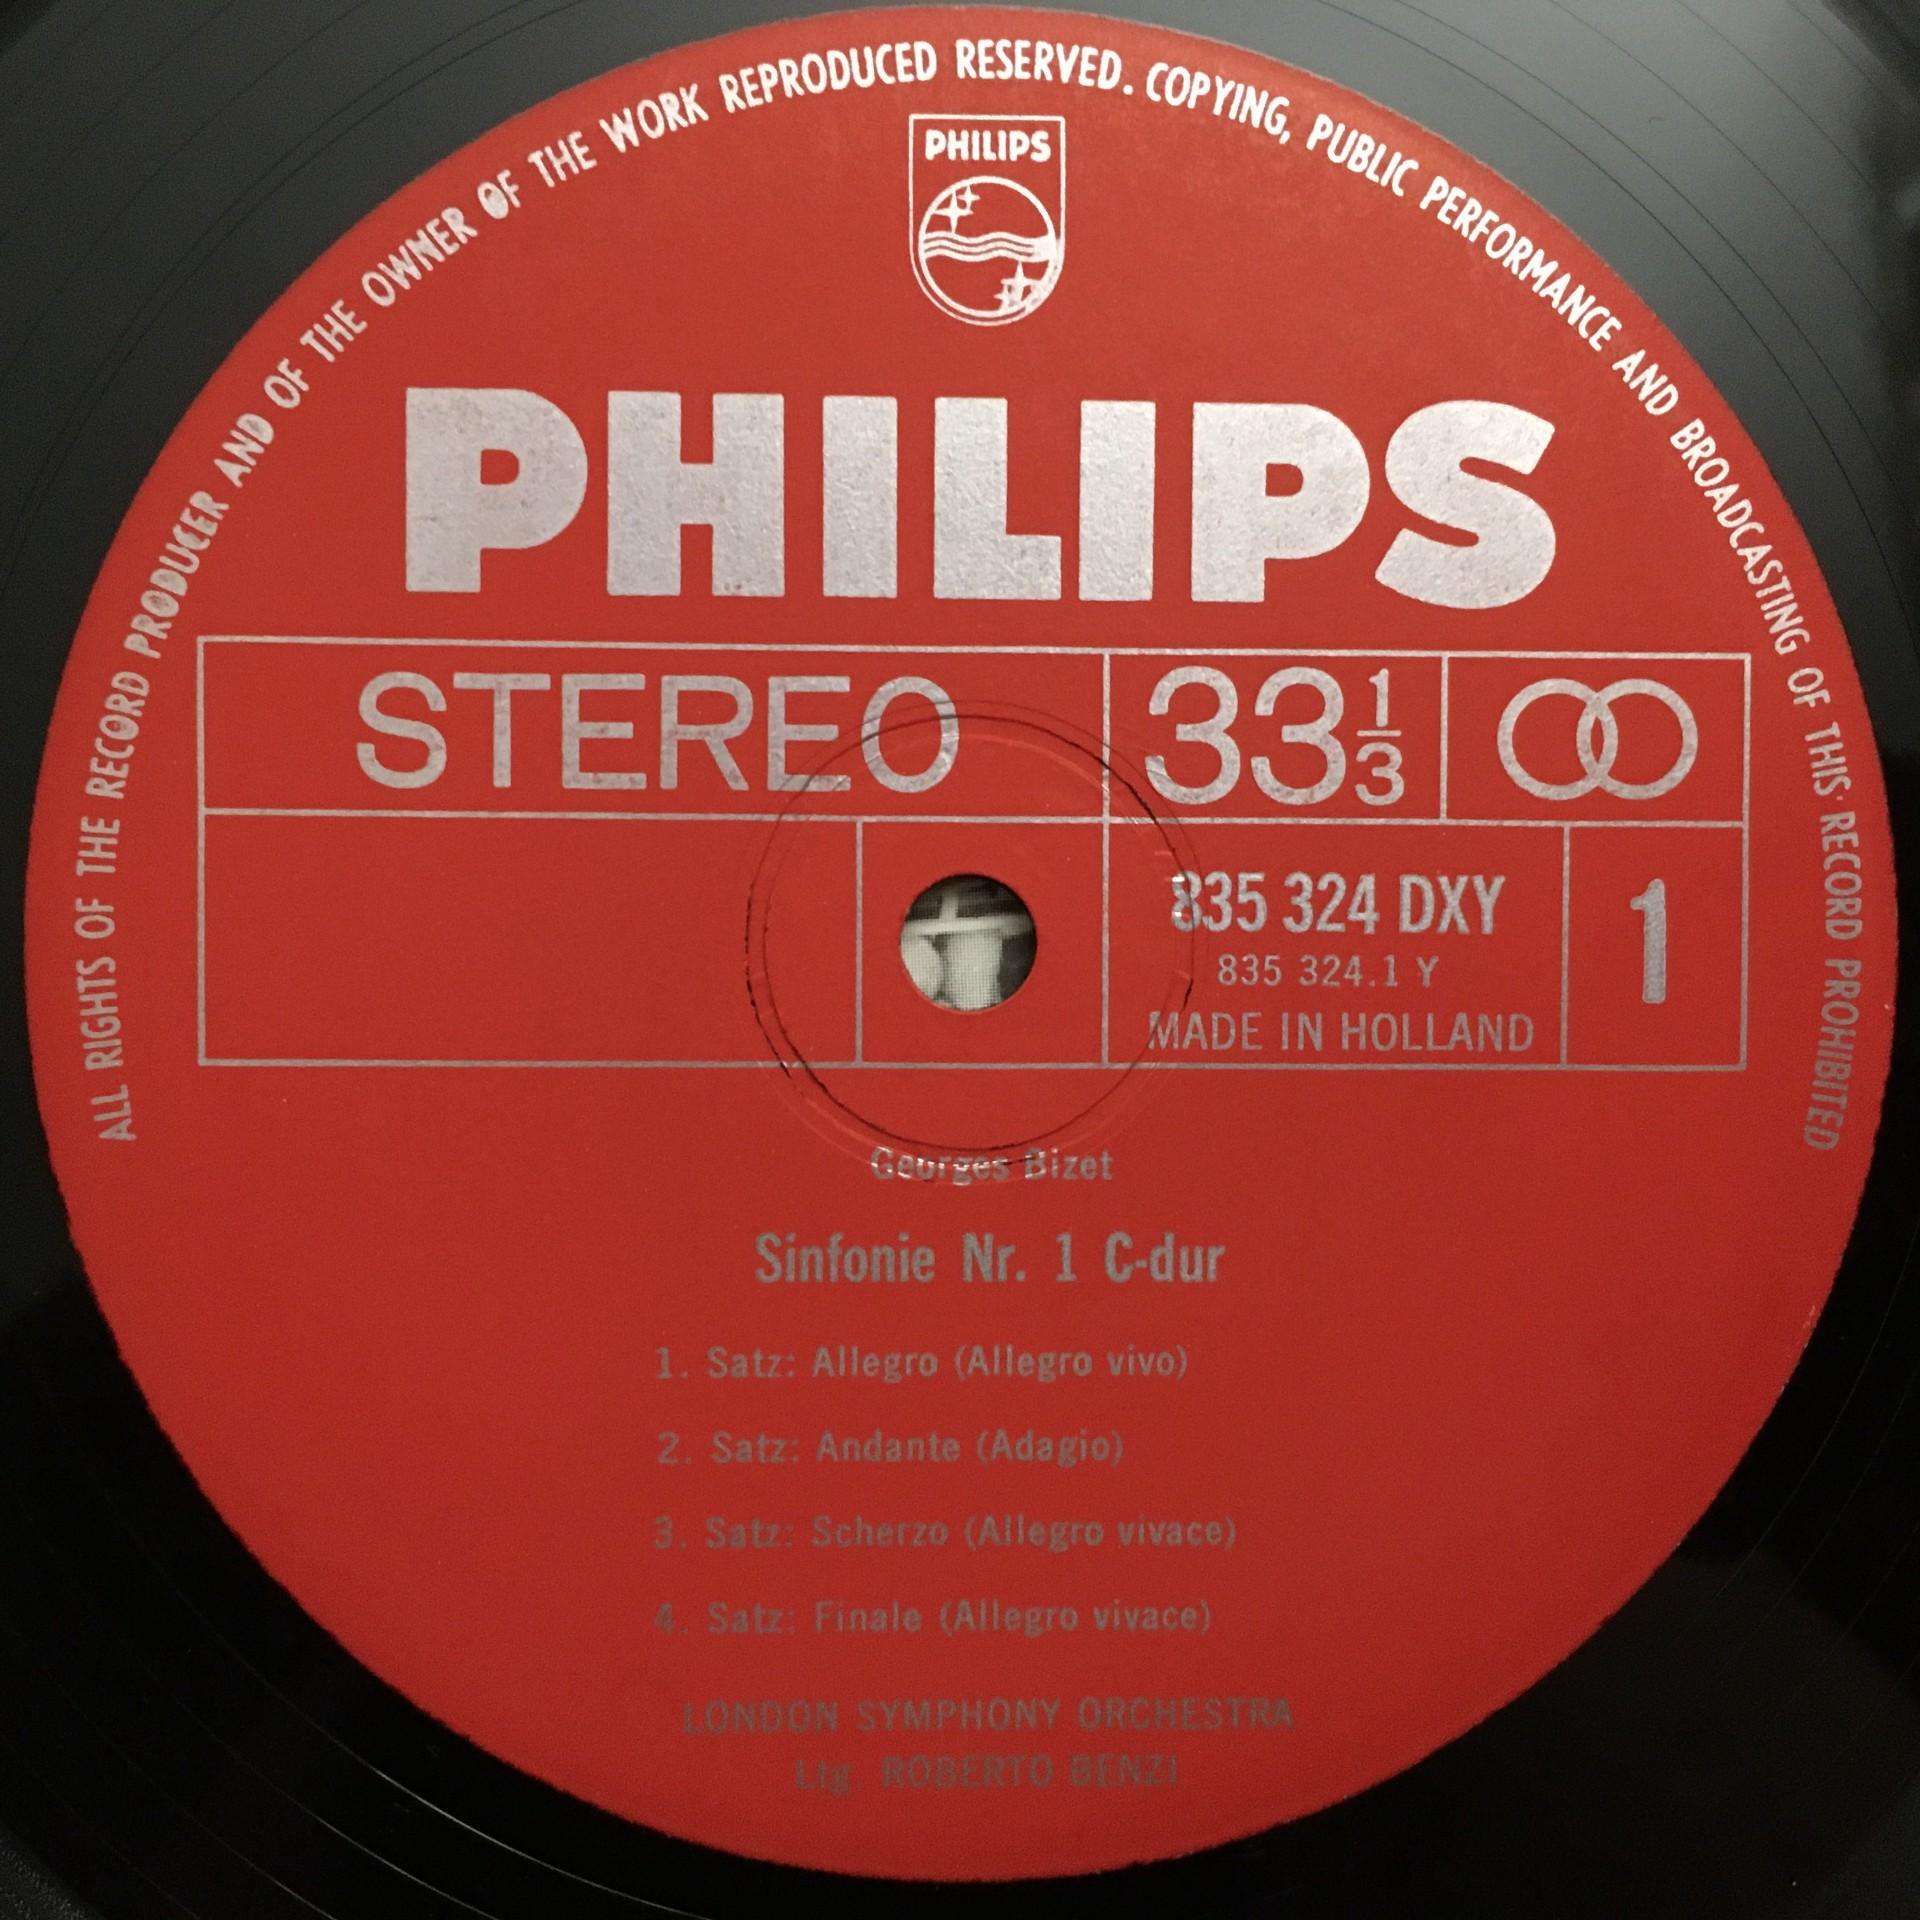 ALL RIGHTS OF THE RECORD PRODUCER AND OF THE OWNER OF THE WORK REPRODUCED RESERVED. COPYING, PUBLIC PERFORMANCE AND BROADCASTING OF THIS RECORD PROHIBITED
PHILIPS
PHILIPS
STEREO 33 1/3
835 324 DXY 1
835 324.1 Y
MADE IN HOLLAND
Georges Bizet
Sinfonie Nr. 1 C-dur
1. Satz: Allegro (Allegro vivo)
2. Satz: Andante (Adagio)
3. Satz: Scherzo (Allegro vivace)
4. Satz: Finale (Allegro vivace)
LONDON SYMPHONY ORCHESTRA
Ltg. ROBERTO BENZI